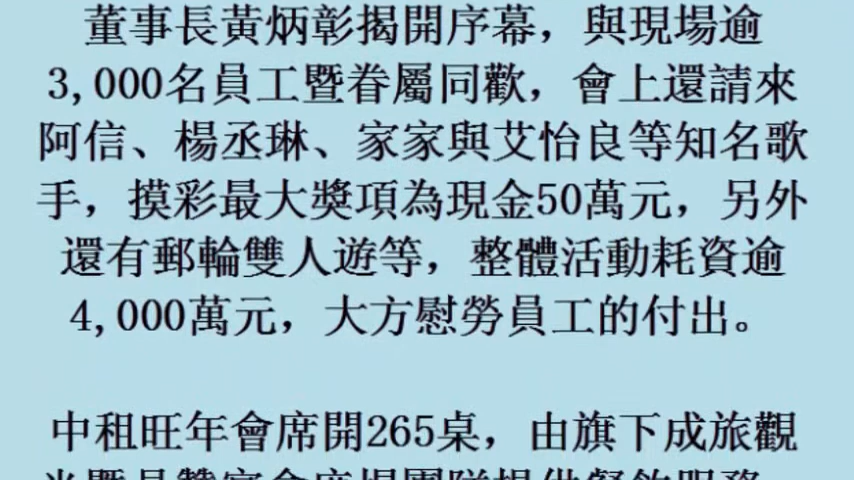 董事長黃炳彰揭開序幕，與現場逾
3,000名員工暨眷屬同歡，會上還請來
阿信、楊丞琳、家家與艾怡良等知名歌
手，摸彩最大獎項為現金50萬元，另外
還有郵輪雙人遊等，整體活動耗資逾
4,000萬元，大方慰勞員工的付出。
中租旺年會席開265桌，由旗下成旅觀